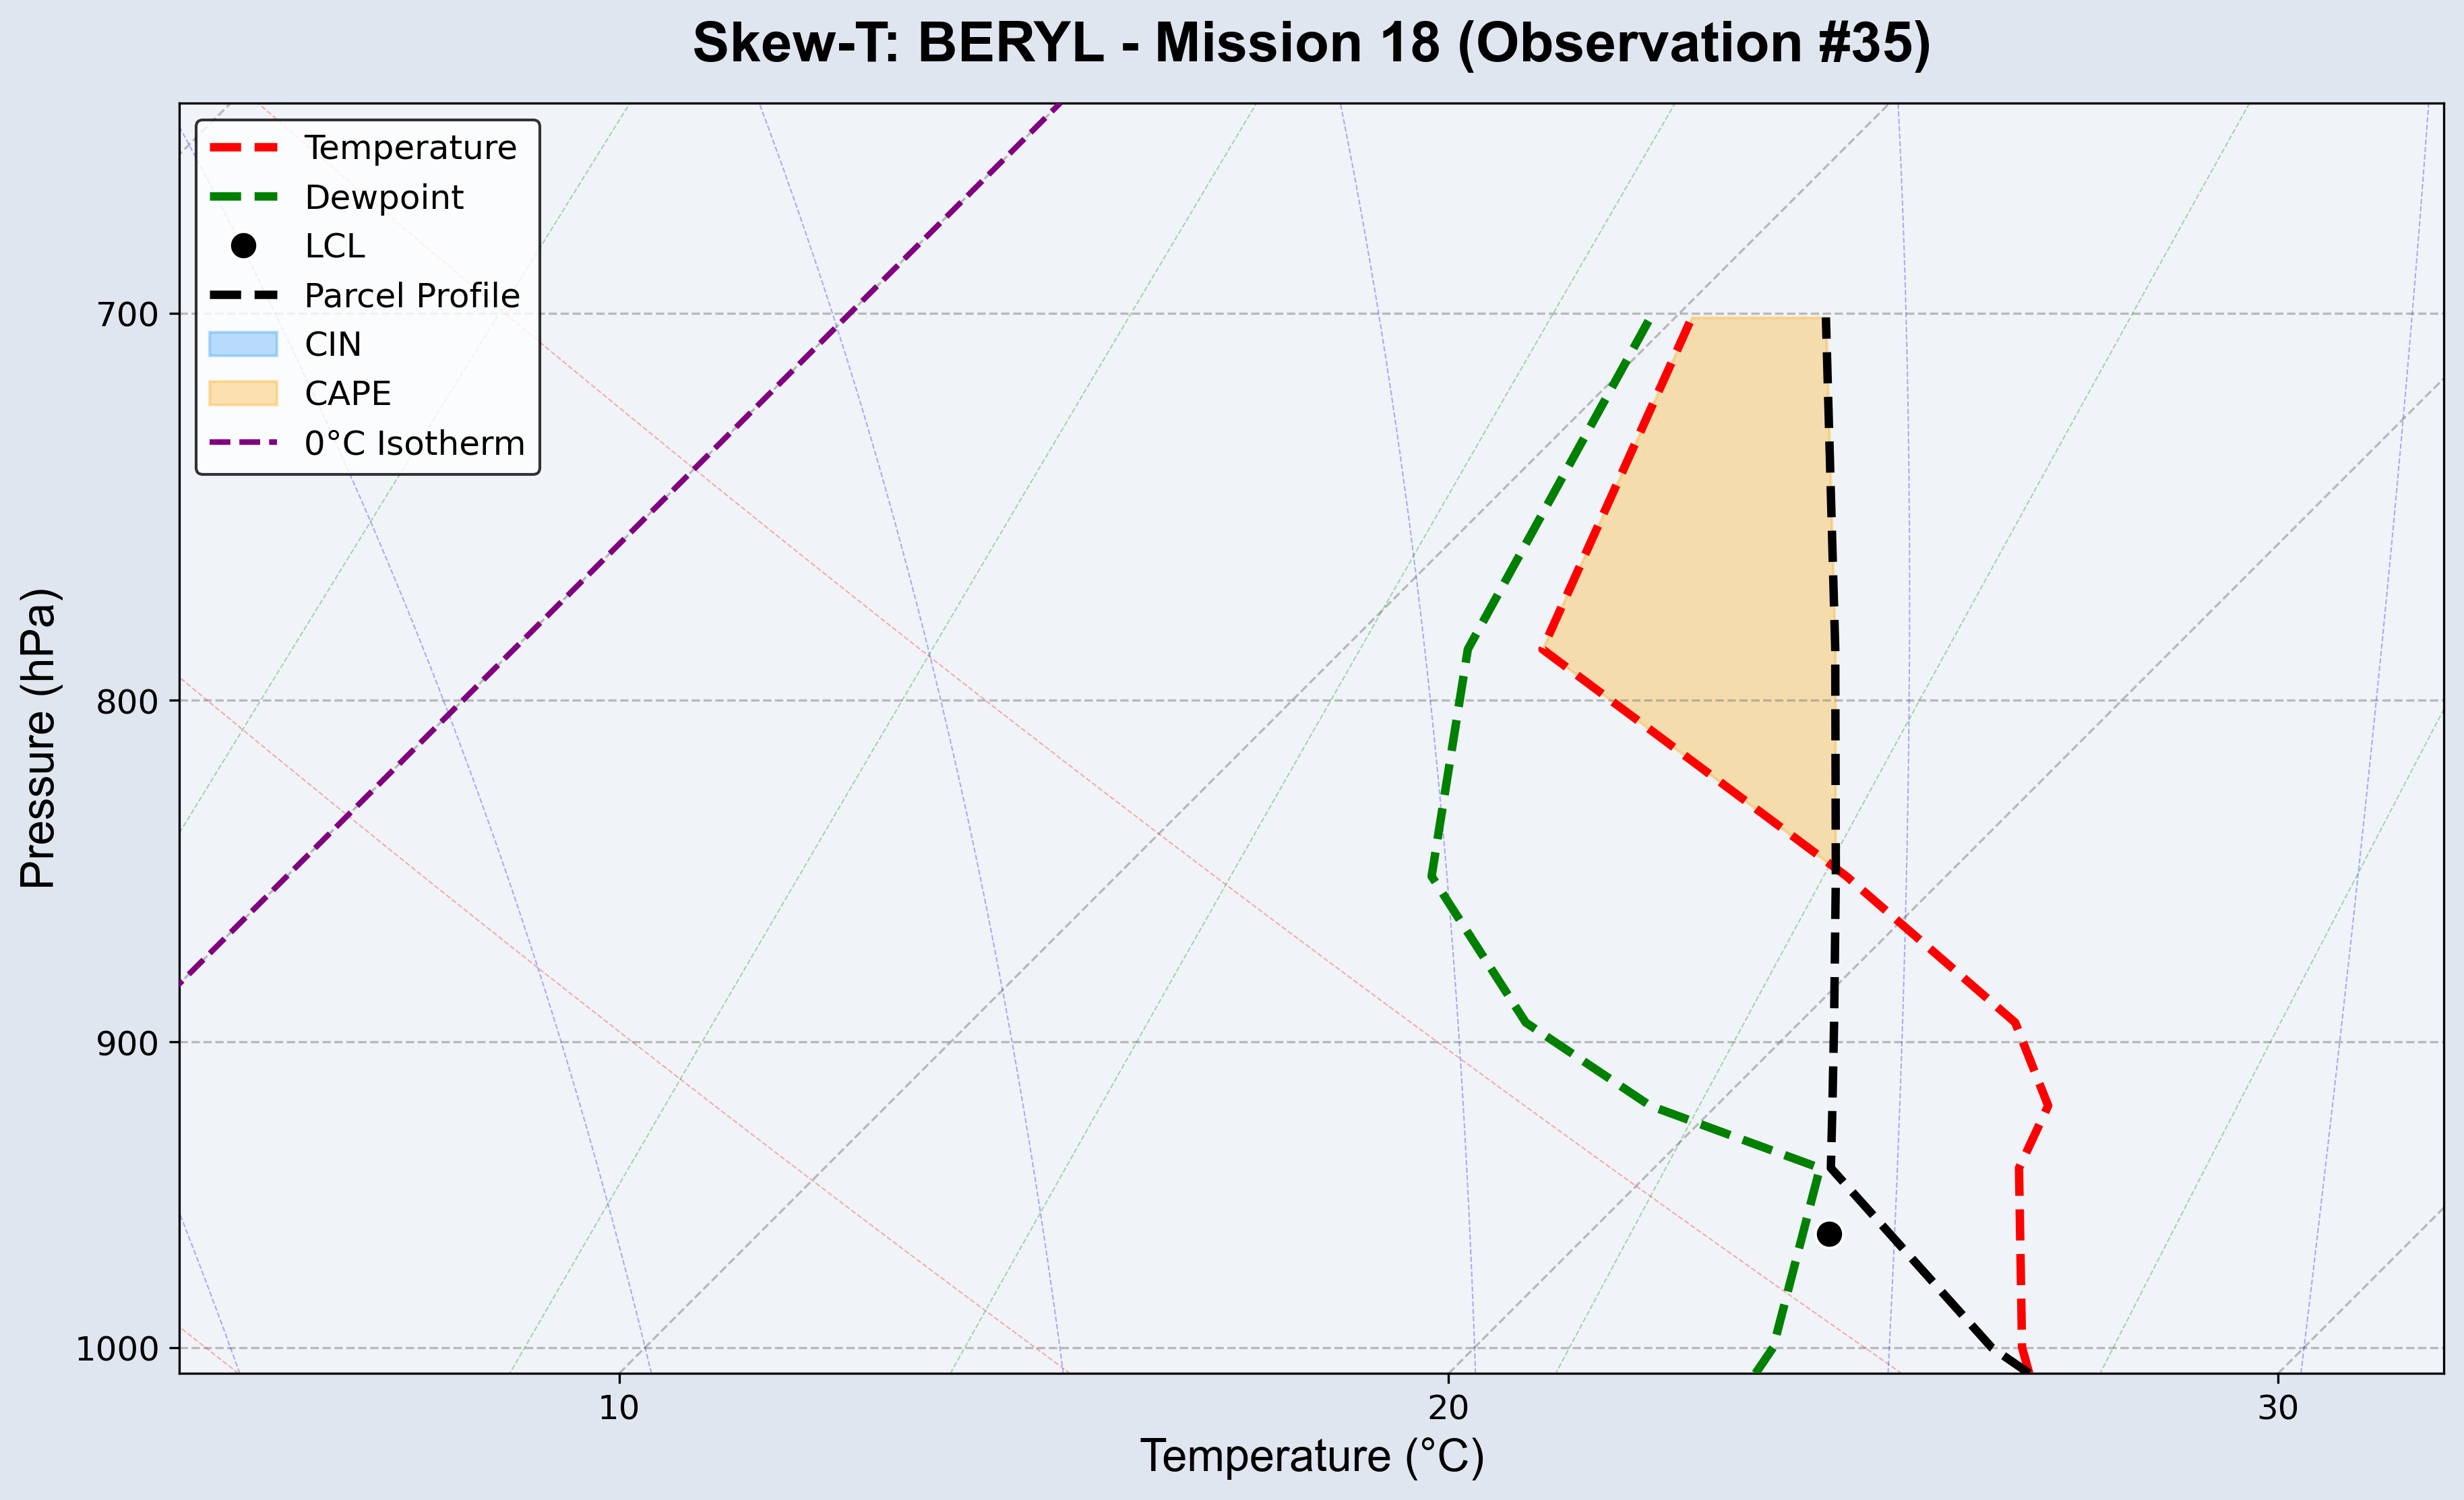 Skew-T: BERYL - Mission 18 (Observation #35)
Temperature
Dewpoint
LCL
Parcel Profile
CIN
CAPE
0°C Isotherm
Pressure (hPa)
700
800
900
1000
10
20
30
Temperature (°C)